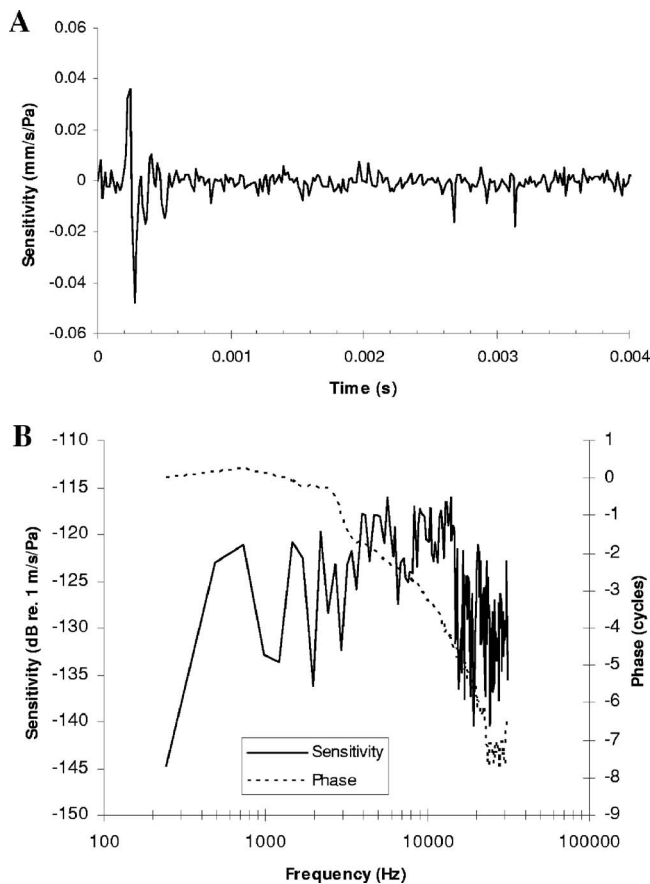 A
0.06
0.04
0.02
0
-0.02
-0.04
-0.06
Sensitivity (mm/s/Pa)
0 0.001 0.002 0.003 0.004
Time (s)
B
-110
-115
-120
-125
-130
-135
-140
-145
-150
Sensitivity (dB re. 1 m/s/Pa)
1
0
-1
-2
-3
-4
-5
-6
-7
-8
-9
Phase (cycles)
Sensitivity
Phase
100 1000 10000 100000
Frequency (Hz)